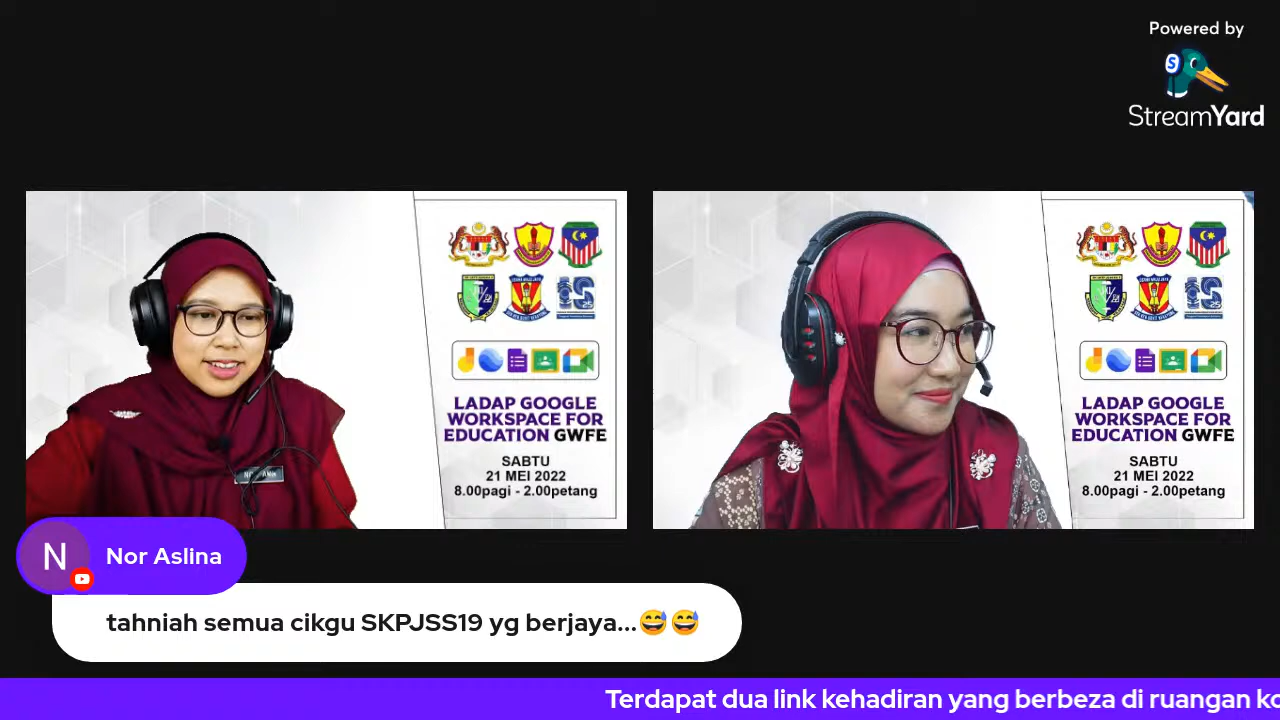 Powered by
StreamYard
LADAP GOOGLE
WORKSPACE FOR
EDUCATION GWFE
SABTU
21 MEI 2022
8.00pagi - 2.00petang
LADAP GOOGLE
WORKSPACE FOR
EDUCATION GWFE
SABTU
21 MEI 2022
8.00pagi - 2.00petang
N
Nor Aslina
tahniah semua cikgu SKPJSS19 yg berjaya...😅😅
Terdapat dua link kehadiran yang berbeza di ruangan ko